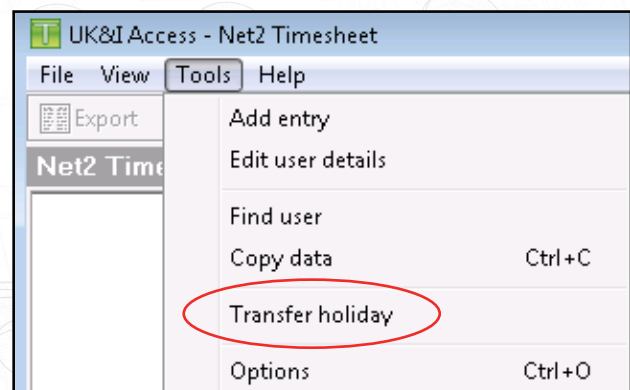 UK&I Access - Net2 Timesheet
File View Tools Help
Export
Add entry
Net2 Time
Edit user details
Find user
Copy data Ctrl+C
Transfer holiday
Options Ctrl+O